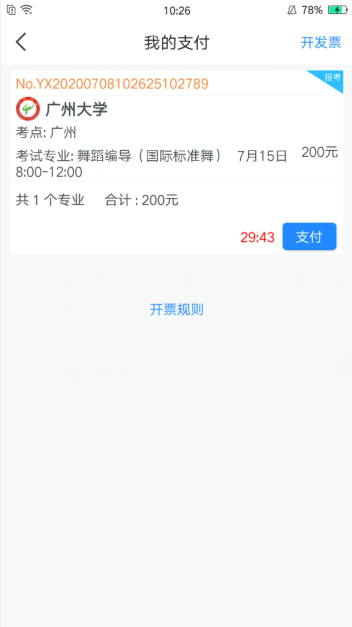 10:26
78%
我的支付
开发票
报考
No.YX20200708102625102789
广州大学
考点: 广州
考试专业: 舞蹈编导（国际标准舞） 7月15日 200元
8:00-12:00
共 1 个专业 合计 : 200元
29:43 支付
开票规则